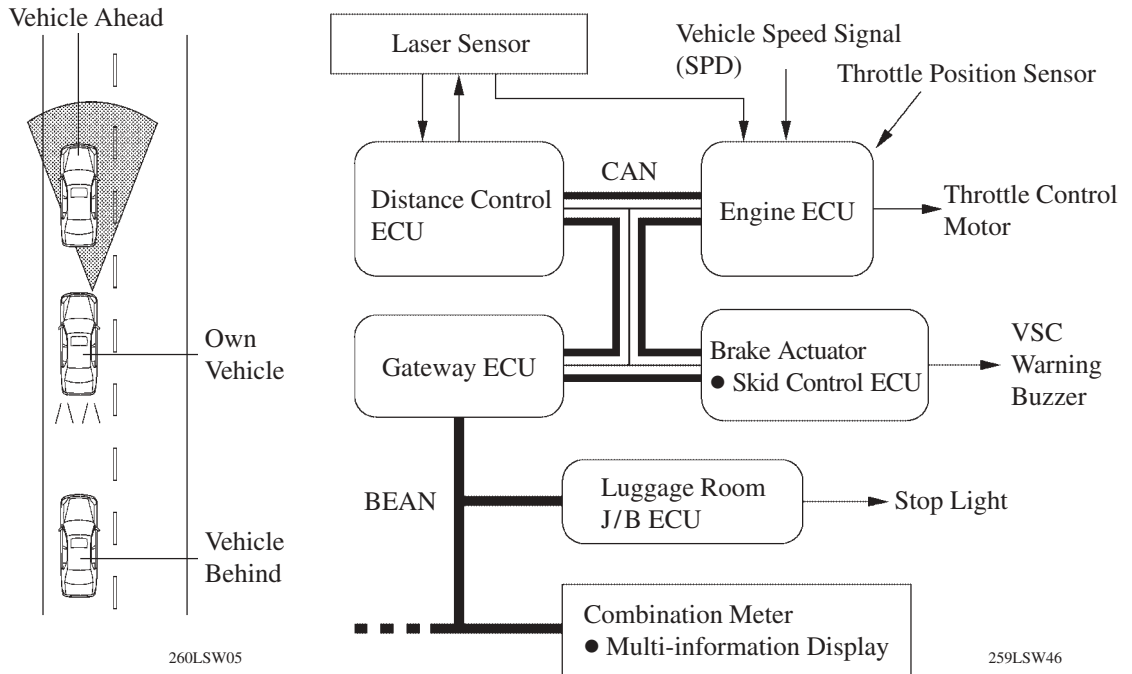 Vehicle Ahead
Own
Vehicle
Vehicle
Behind
260LSW05
Laser Sensor
Vehicle Speed Signal
(SPD)
Throttle Position Sensor
Distance Control
ECU
CAN
Engine ECU
Throttle Control
Motor
Gateway ECU
Brake Actuator
● Skid Control ECU
VSC
Warning
Buzzer
BEAN
Luggage Room
J/B ECU
Stop Light
Combination Meter
● Multi-information Display
259LSW46